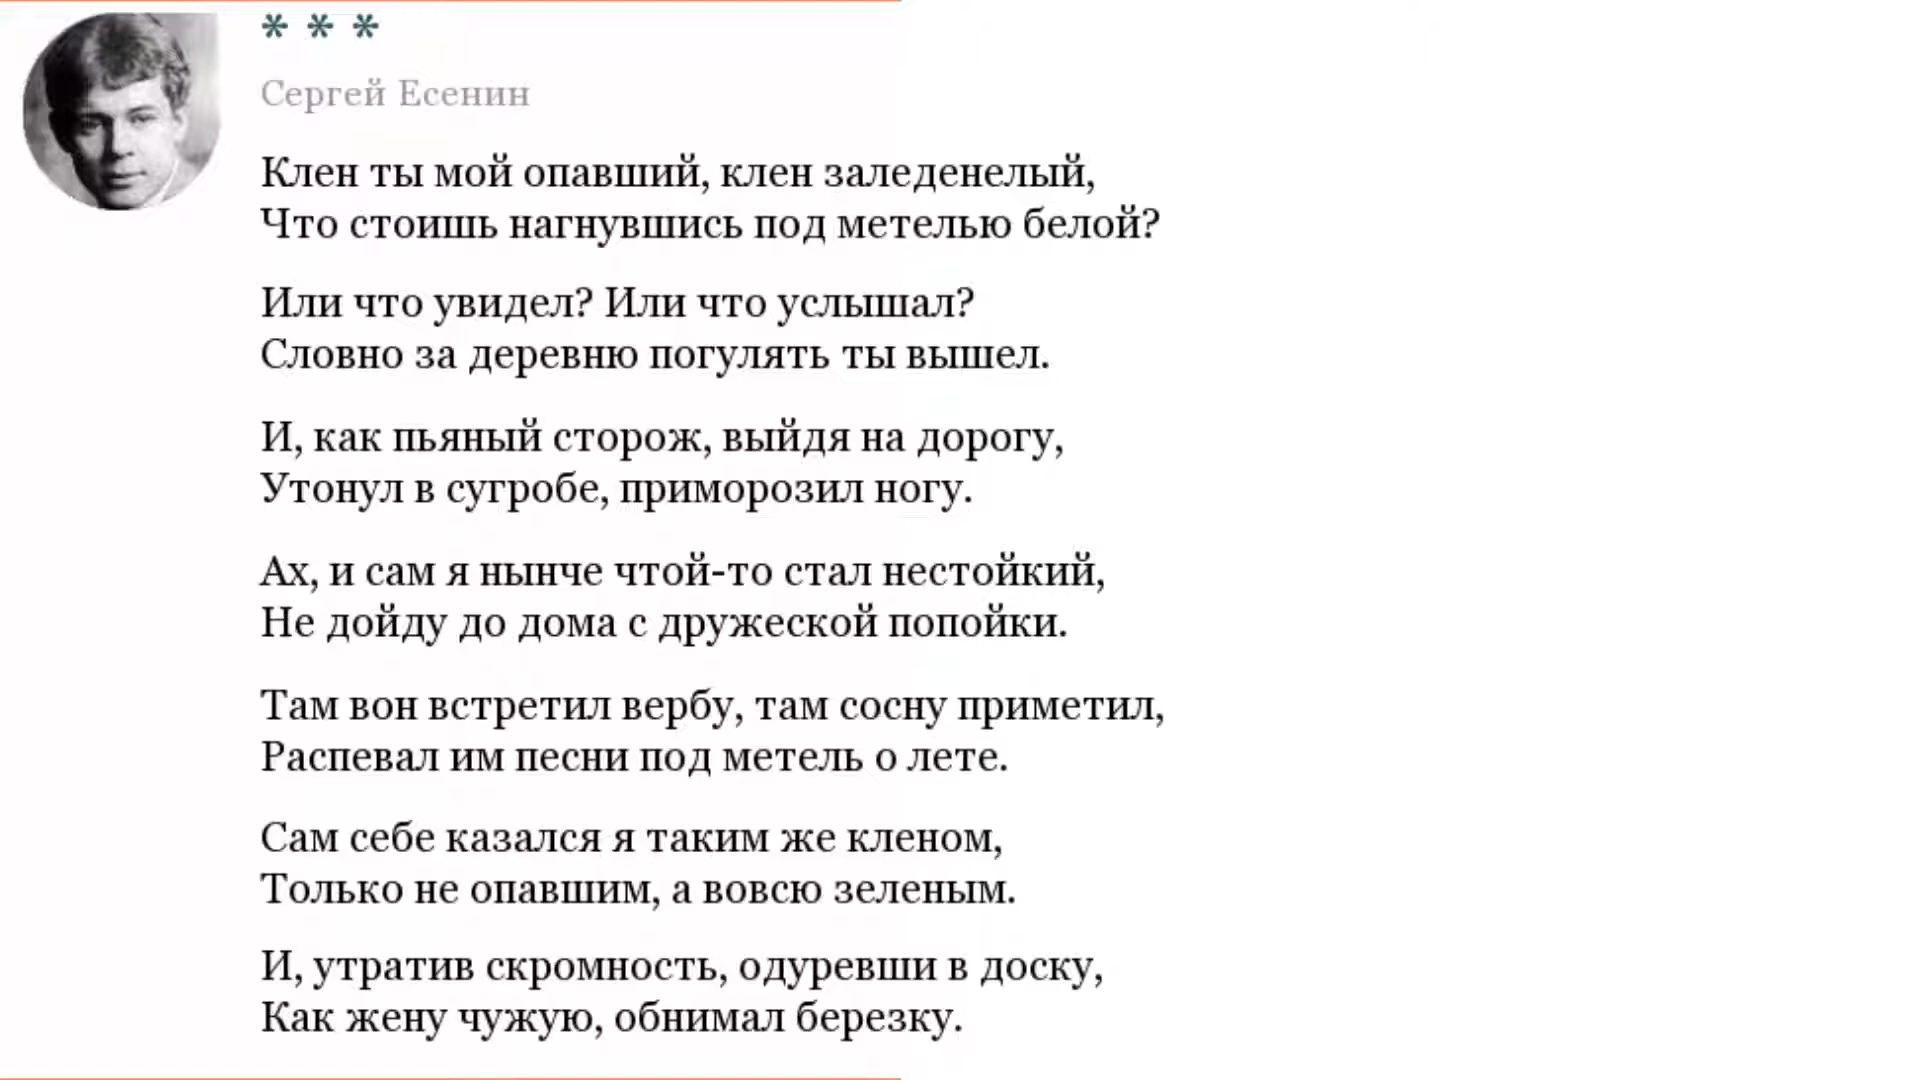 * * *
Сергей Есенин
Клен ты мой опавший, клен заледенелый,
Что стоишь нагнувшись под метелью белой?
Или что увидел? Или что услышал?
Словно за деревню погулять ты вышел.
И, как пьяный сторож, выйдя на дорогу,
Утонул в сугробе, приморозил ногу.
Ах, и сам я нынче чтой-то стал нестойкий,
Не дойду до дома с дружеской попойки.
Там вон встретил вербу, там сосну приметил,
Распевал им песни под метель о лете.
Сам себе казался я таким же кленом,
Только не опавшим, а вовсю зеленым.
И, утратив скромность, одуревши в доску,
Как жену чужую, обнимал березку.